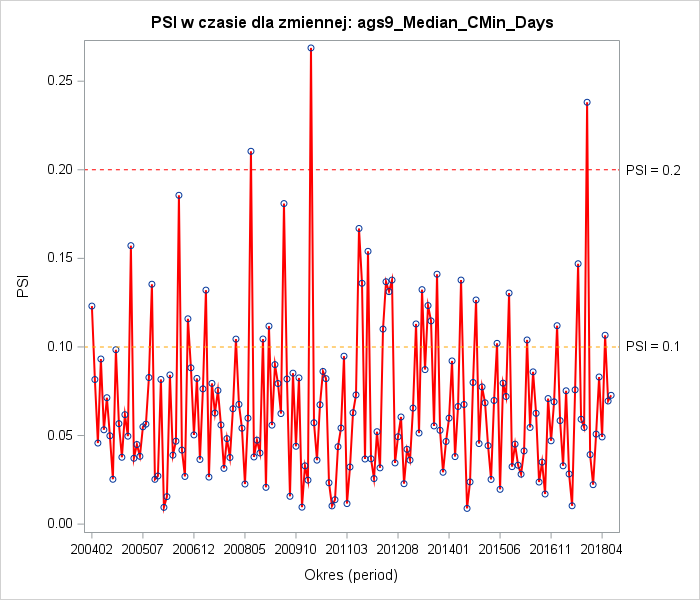 PSI w czasie dla zmiennej: ags9_Median_CMin_Days
0.25
0.20
PSI = 0.2
0.15
PSI
0.10
PSI = 0.1
0.05
0.00
200402 200507 200612 200805 200910 201103 201208 201401 201506 201611 201804
Okres (period)